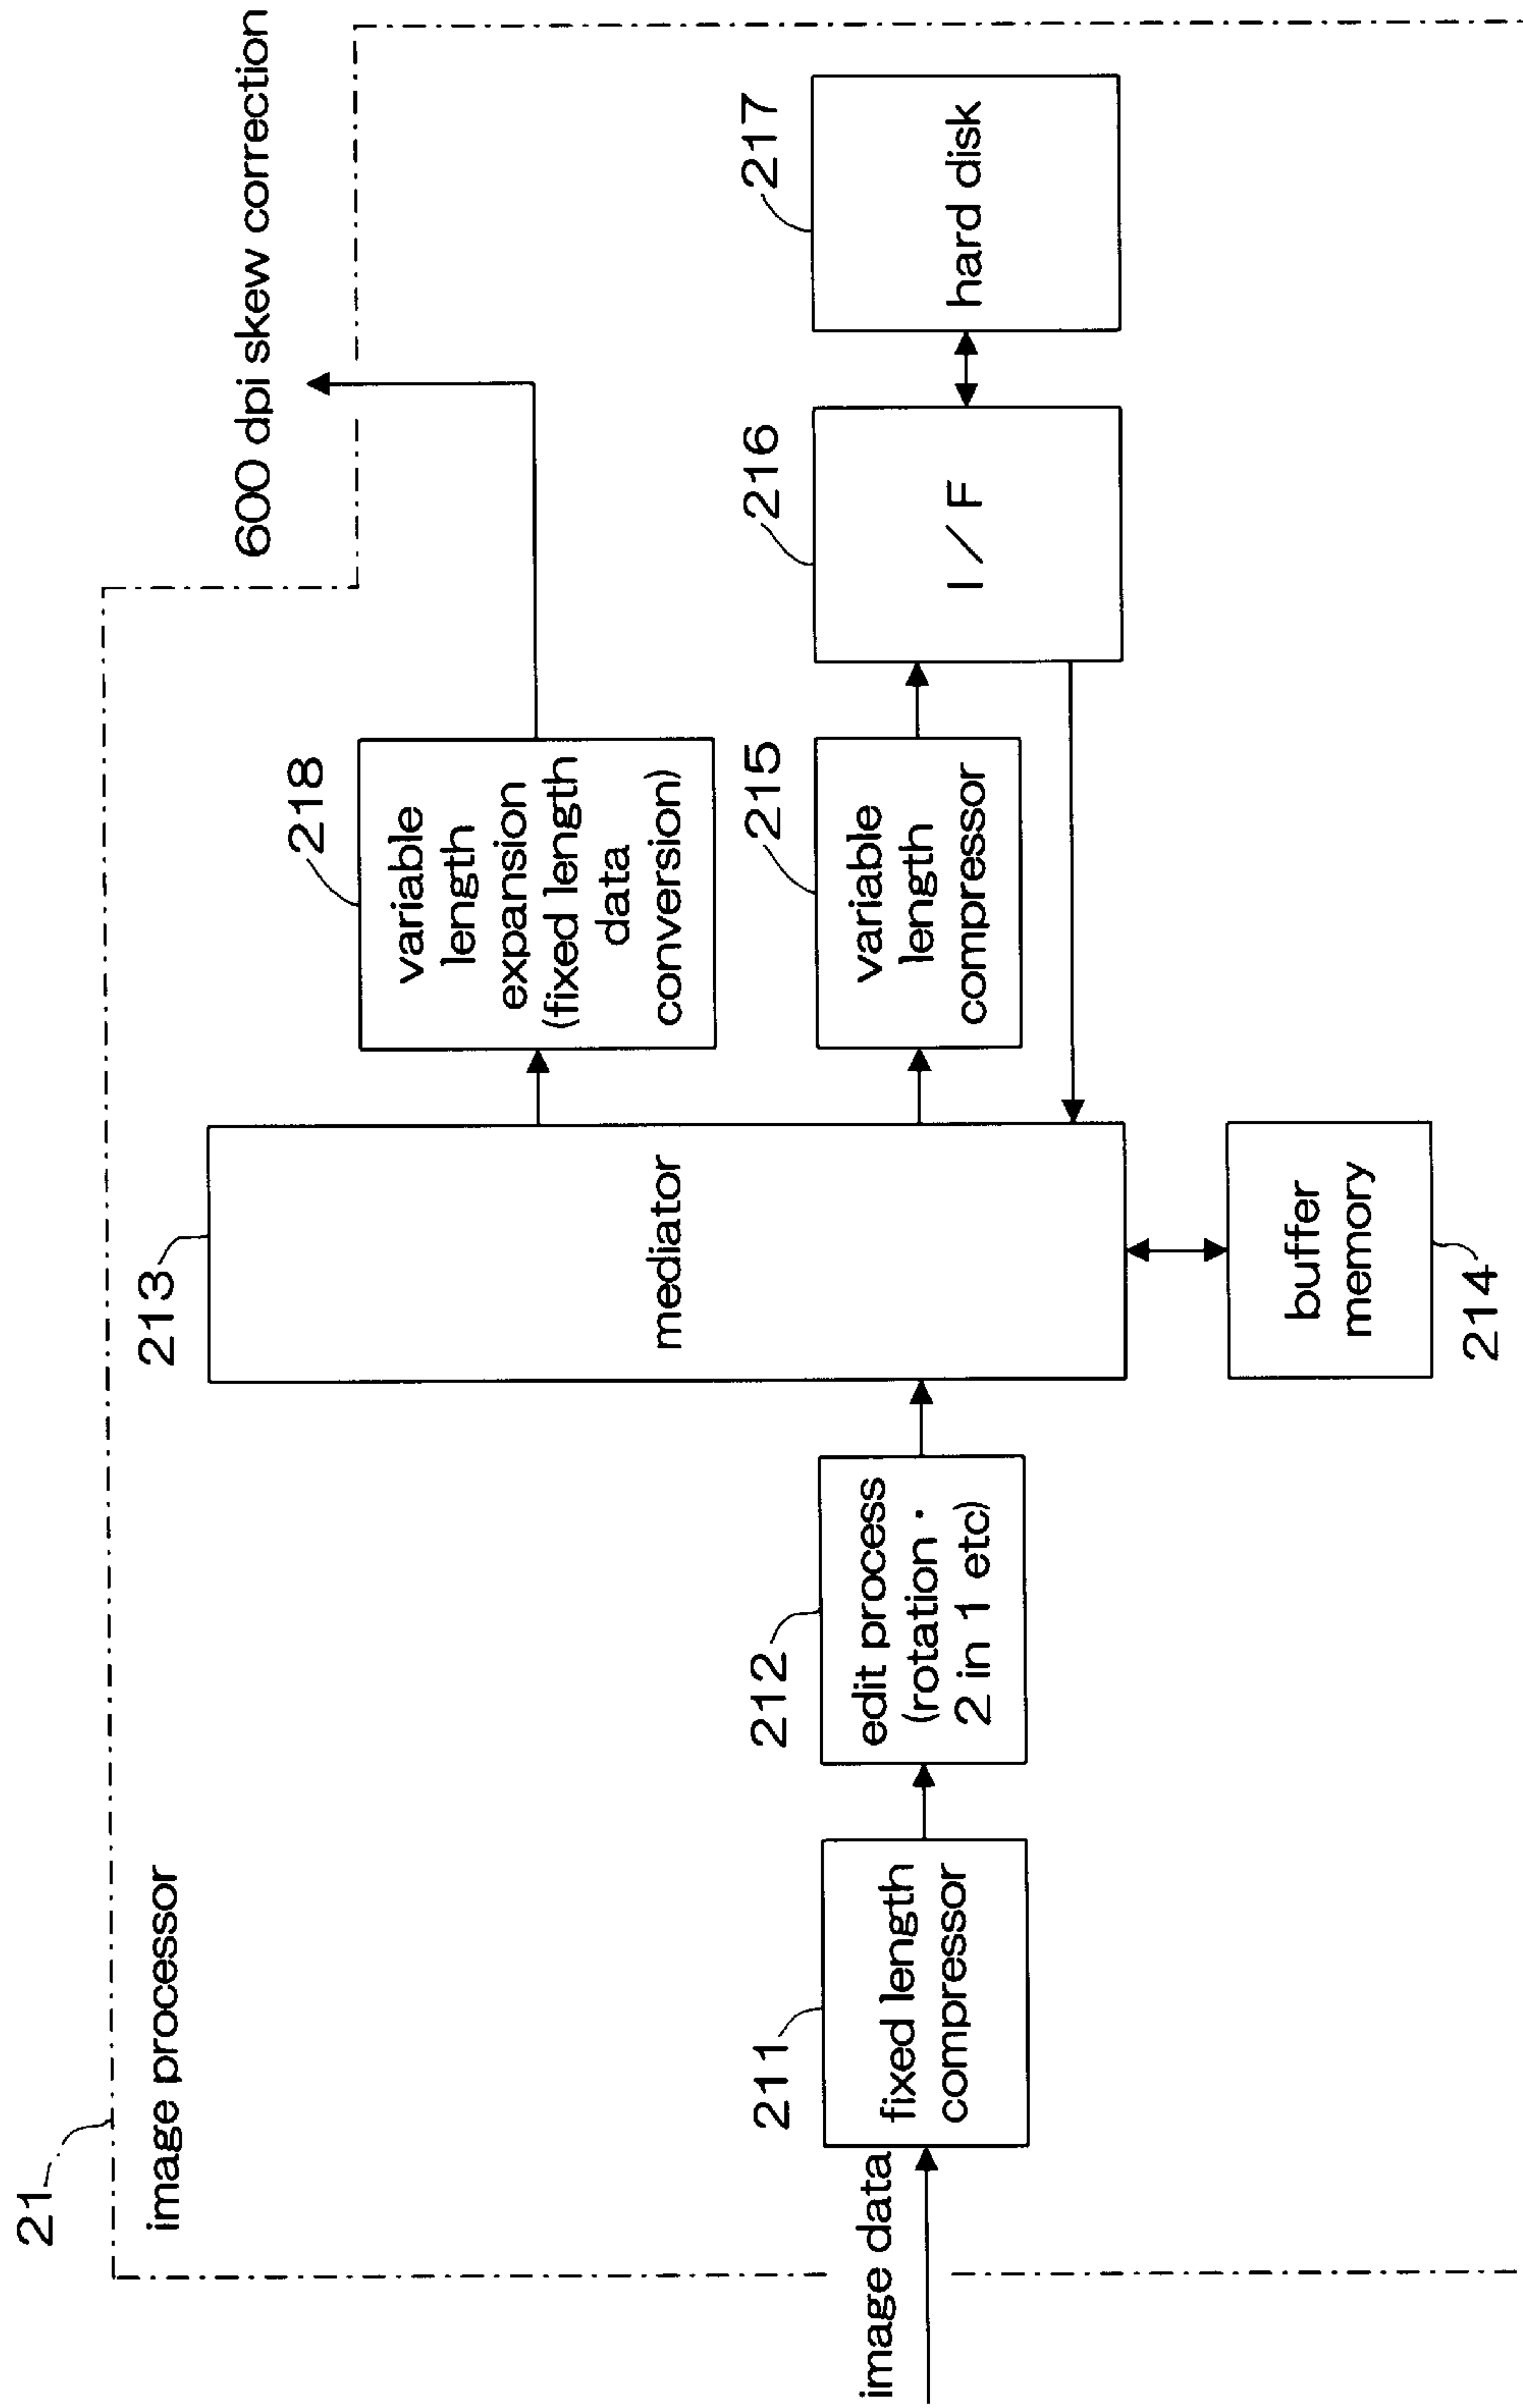 21
image processor
600 dpi skew correction
image data
211
fixed length
compressor
212
edit process
(rotation・
2 in 1 etc)
213
mediator
buffer
memory
214
218
variable
length
expansion
(fixed length
data
conversion)
215
variable
length
compressor
216
I/F
217
hard disk